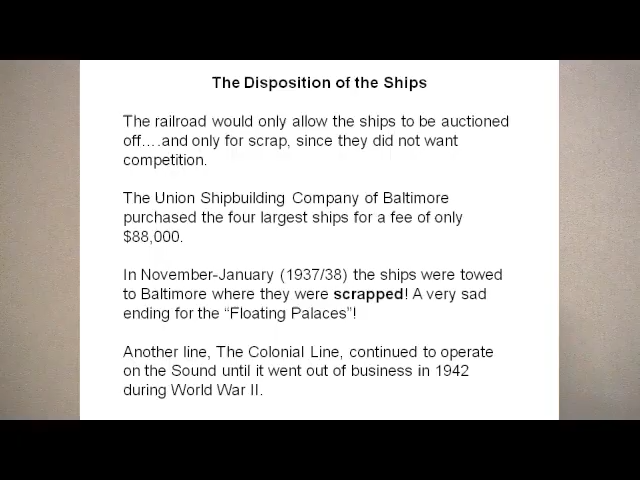 The Disposition of the Ships
The railroad would only allow the ships to be auctioned
off….and only for scrap, since they did not want
competition.
The Union Shipbuilding Company of Baltimore
purchased the four largest ships for a fee of only
$88,000.
In November-January (1937/38) the ships were towed
to Baltimore where they were scrapped! A very sad
ending for the “Floating Palaces”!
Another line, The Colonial Line, continued to operate
on the Sound until it went out of business in 1942
during World War II.